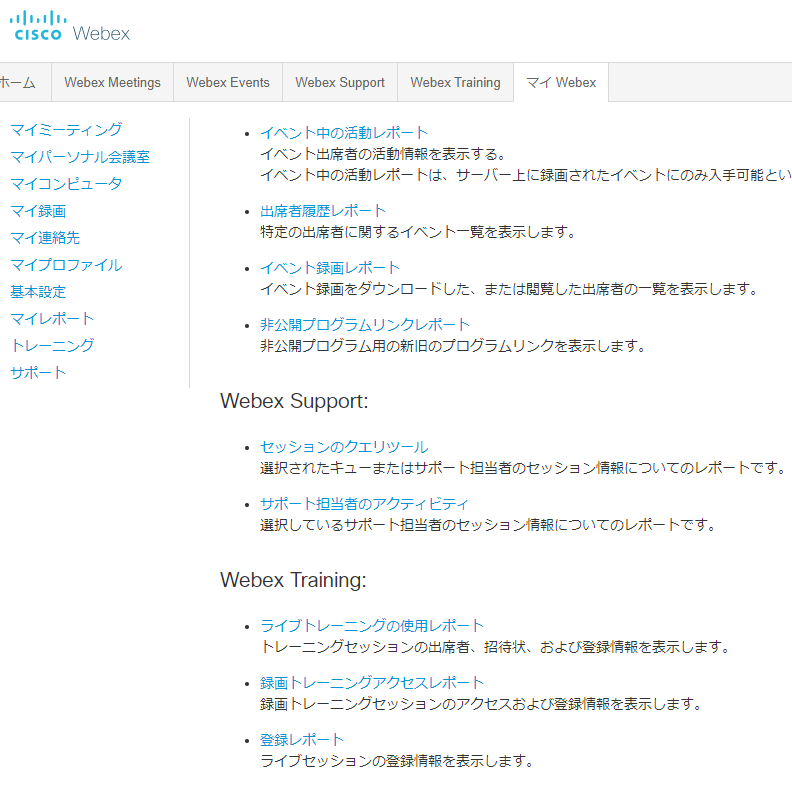 cisco Webex
ホーム Webex Meetings Webex Events Webex Support Webex Training マイ Webex
マイミーティング
マイパーソナル会議室
マイコンピュータ
マイ録画
マイ連絡先
マイプロファイル
基本設定
マイレポート
トレーニング
サポート
• イベント中の活動レポート
イベント出席者の活動情報を表示する。
イベント中の活動レポートは、サーバー上に録画されたイベントにのみ入手可能とい
• 出席者履歴レポート
特定の出席者に関するイベント一覧を表示します。
• イベント録画レポート
イベント録画をダウンロードした、または閲覧した出席者の一覧を表示します。
• 非公開プログラムリンクレポート
非公開プログラム用の新旧のプログラムリンクを表示します。
Webex Support:
• セッションのクエリツール
選択されたキューまたはサポート担当者のセッション情報についてのレポートです。
• サポート担当者のアクティビティ
選択しているサポート担当者のセッション情報についてのレポートです。
Webex Training:
• ライブトレーニングの使用レポート
トレーニングセッションの出席者、招待状、および登録情報を表示します。
• 録画トレーニングアクセスレポート
録画トレーニングセッションのアクセスおよび登録情報を表示します。
• 登録レポート
ライブセッションの登録情報を表示します。